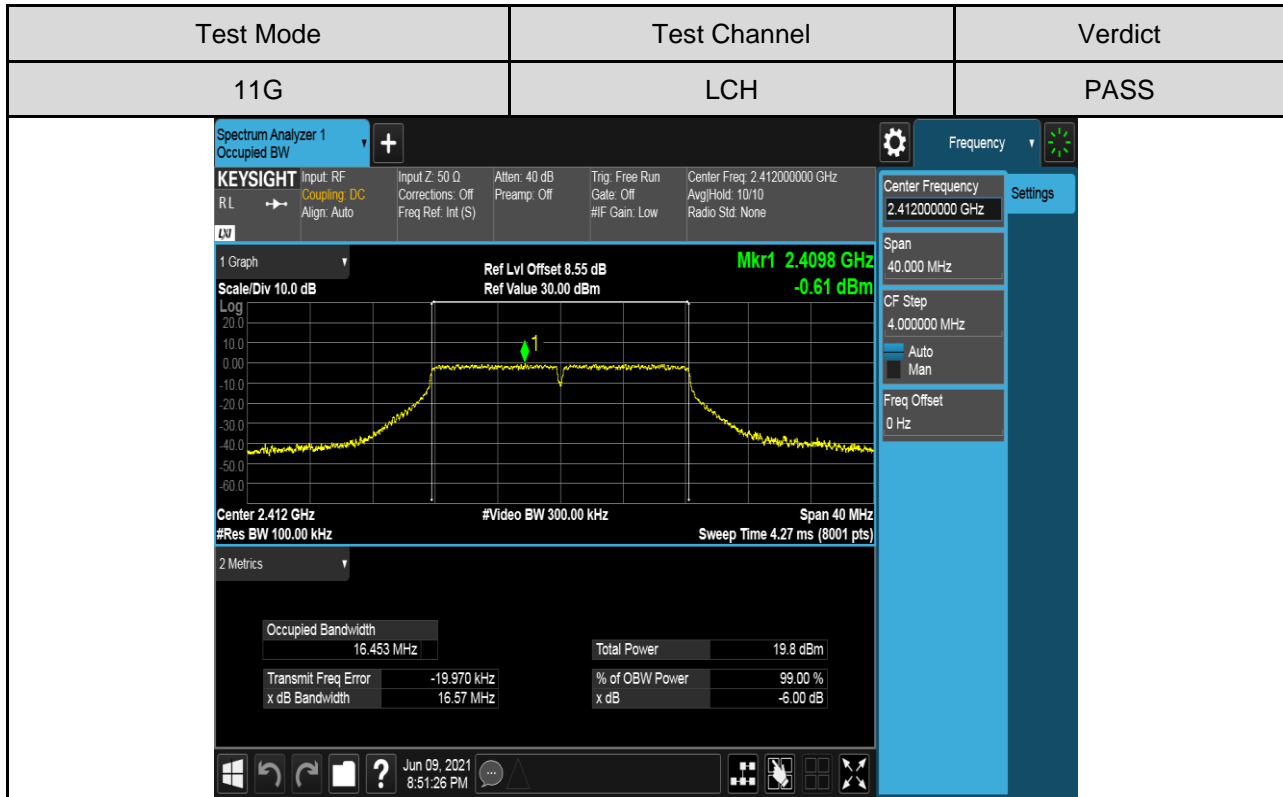 Test Mode Test Channel Verdict
11G LCH PASS
Spectrum Analyzer 1
Occupied BW
+
Frequency
KEYSIGHT Input: RF Input Z: 50 Ω Atten: 40 dB Trig: Free Run Center Freq: 2.412000000 GHz
RL Coupling: DC Corrections: Off Preamp: Off Gate: Off Avg|Hold: 10/10
Align: Auto Freq Ref: Int (S) #IF Gain: Low Radio Std: None
LXI
Center Frequency
2.412000000 GHz
Settings
Span
40.000 MHz
CF Step
4.000000 MHz
Auto
Man
Freq Offset
0 Hz
1 Graph
Ref Lvl Offset 8.55 dB
Mkr1 2.4098 GHz
Scale/Div 10.0 dB Ref Value 30.00 dBm -0.61 dBm
Log
20.0
10.0
0.00
-10.0
-20.0
-30.0
-40.0
-50.0
-60.0
1
Center 2.412 GHz #Video BW 300.00 kHz Span 40 MHz
#Res BW 100.00 kHz Sweep Time 4.27 ms (8001 pts)
2 Metrics
Occupied Bandwidth
16.453 MHz Total Power 19.8 dBm
Transmit Freq Error -19.970 kHz % of OBW Power 99.00 %
x dB Bandwidth 16.57 MHz x dB -6.00 dB
?
Jun 09, 2021
8:51:26 PM